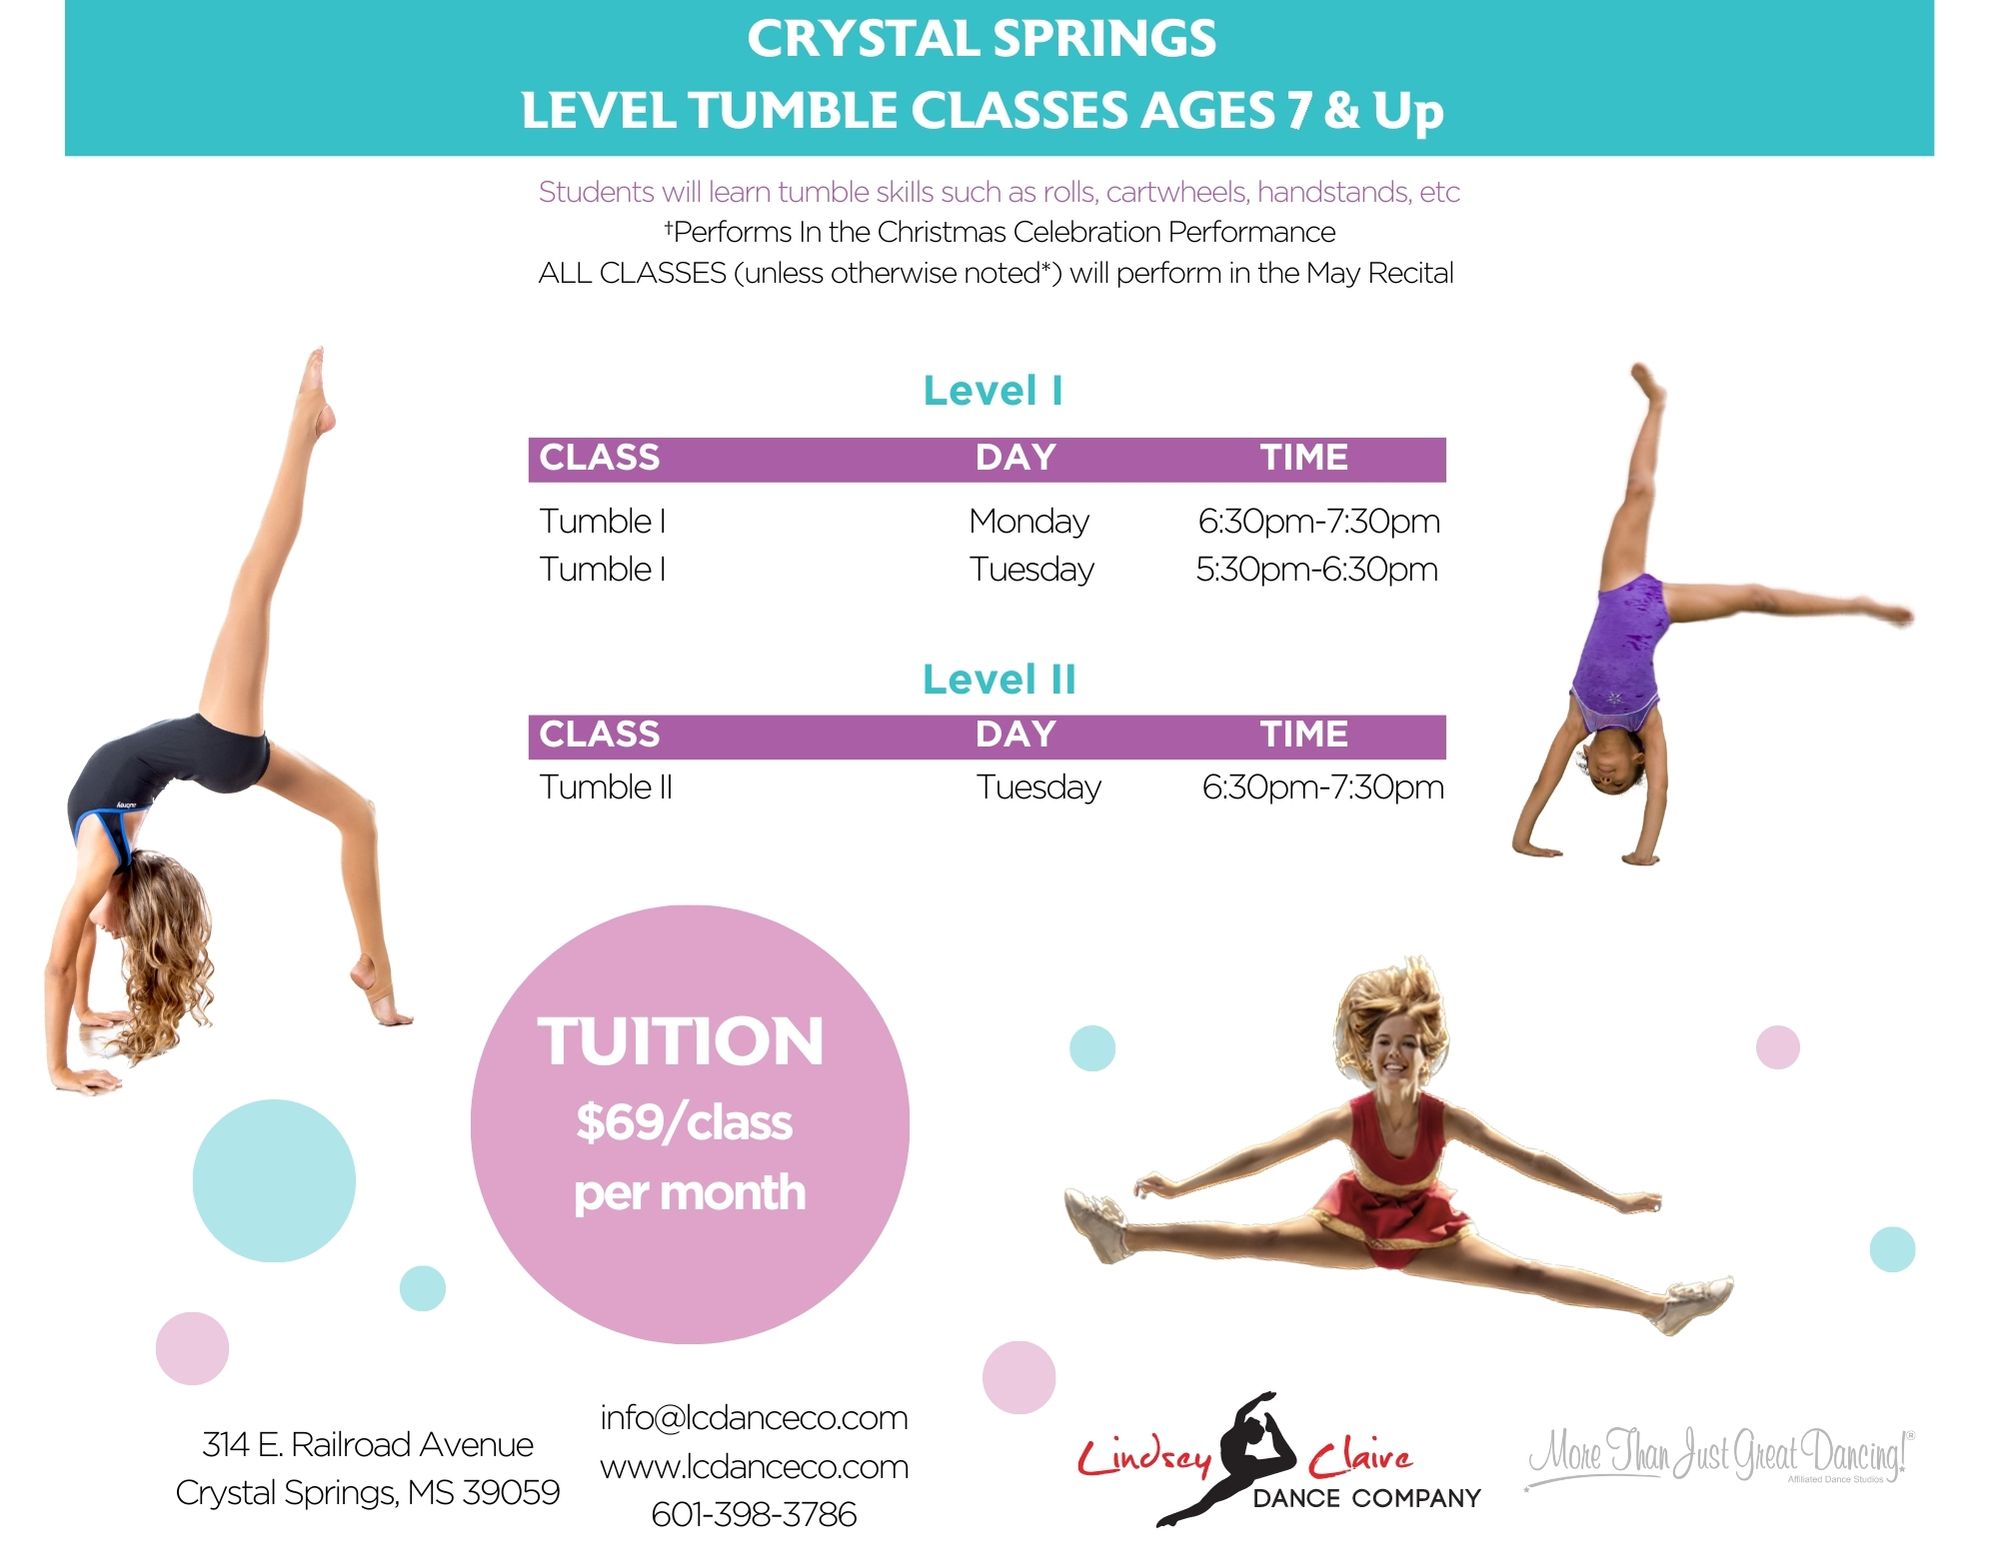 CRYSTAL SPRINGS
LEVEL TUMBLE CLASSES AGES 7 & Up
Students will learn tumble skills such as rolls, cartwheels, handstands, etc
†Performs In the Christmas Celebration Performance
ALL CLASSES (unless otherwise noted*) will perform in the May Recital
Level I
CLASS DAY TIME
Tumble I Monday 6:30pm-7:30pm
Tumble I Tuesday 5:30pm-6:30pm
Level II
CLASS DAY TIME
Tumble II Tuesday 6:30pm-7:30pm
TUITION
$69/class
per month
314 E. Railroad Avenue
Crystal Springs, MS 39059
info@lcdanceco.com
www.lcdanceco.com
601-398-3786
Lindsey Claire
DANCE COMPANY
More Than Just Great Dancing!®
Affiliated Dance Studios